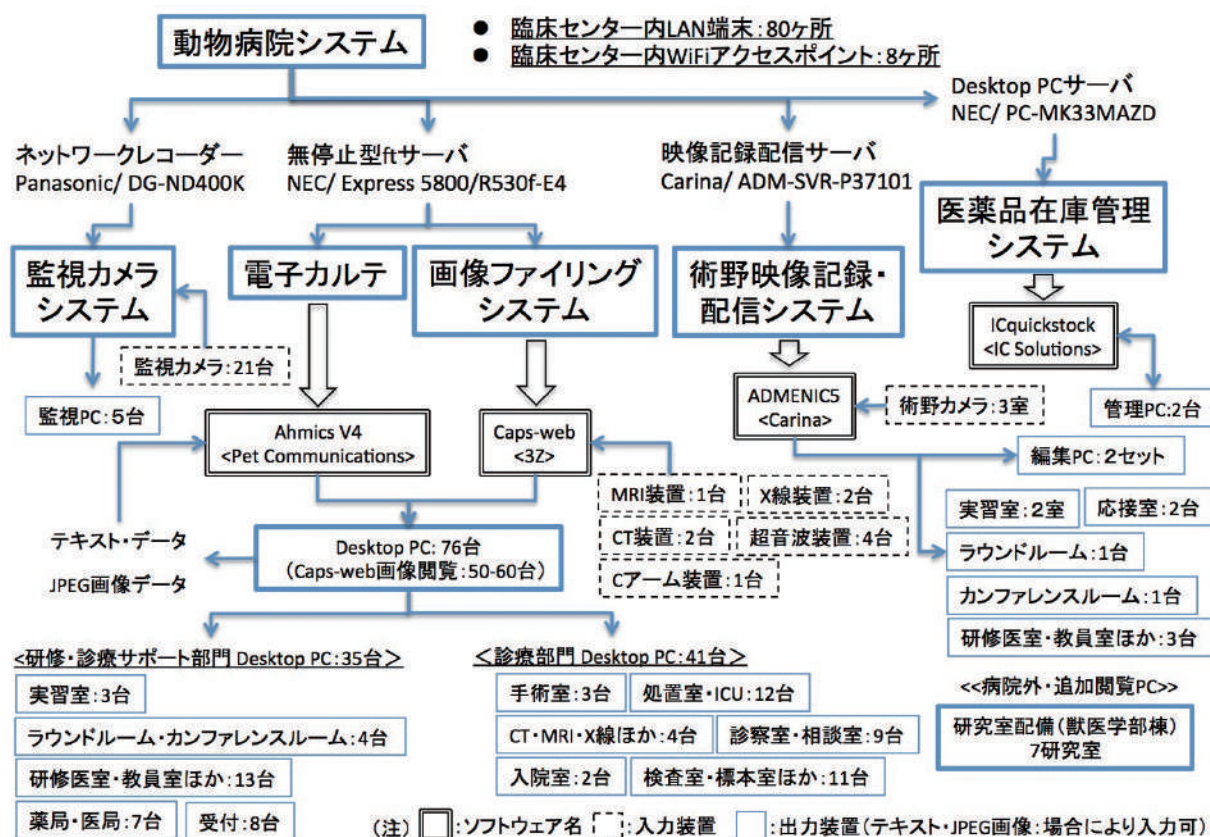 動物病院システム
● 臨床センター内LAN端末：80ヶ所
● 臨床センター内WiFiアクセスポイント：8ヶ所
Desktop PCサーバ
NEC/ PC-MK33MAZD
ネットワークレコーダー
Panasonic/ DG-ND400K
無停止型ftサーバ
NEC/ Express 5800/R530f-E4
映像記録配信サーバ
Carina/ ADM-SVR-P37101
監視カメラ
システム
電子カルテ
画像ファイリング
システム
術野映像記録・
配信システム
医薬品在庫管理
システム
監視カメラ：21台
監視PC：5台
Ahmics V4
<Pet Communications>
Caps-web
<3Z>
ADMENIC5
<Carina>
術野カメラ：3室
ICquickstock
<IC Solutions>
管理PC:2台
編集PC：２セット
MRI装置：1台
X線装置：2台
CT装置：2台
超音波装置：4台
Cアーム装置：1台
テキスト・データ
JPEG画像データ
Desktop PC: 76台
（Caps-web画像閲覧：50-60台）
実習室：2室
応接室：2台
ラウンドルーム：1台
カンファレンスルーム：1台
研修医室・教員室ほか：3台
<研修・診療サポート部門 Desktop PC：35台＞
実習室：3台
ラウンドルーム・カンファレンスルーム：4台
研修医室・教員室ほか：13台
薬局・医局：7台
受付：8台
＜診療部門 Desktop PC：41台＞
手術室：3台
処置室・ICU：12台
CT・MRI・X線ほか：4台
診察室・相談室：9台
入院室：2台
検査室・標本室ほか：11台
<<病院外・追加閲覧PC>>
研究室配備（獣医学部棟）
7研究室
（注） ：ソフトウェア名 ：入力装置 ：出力装置（テキスト・JPEG画像：場合により入力可）